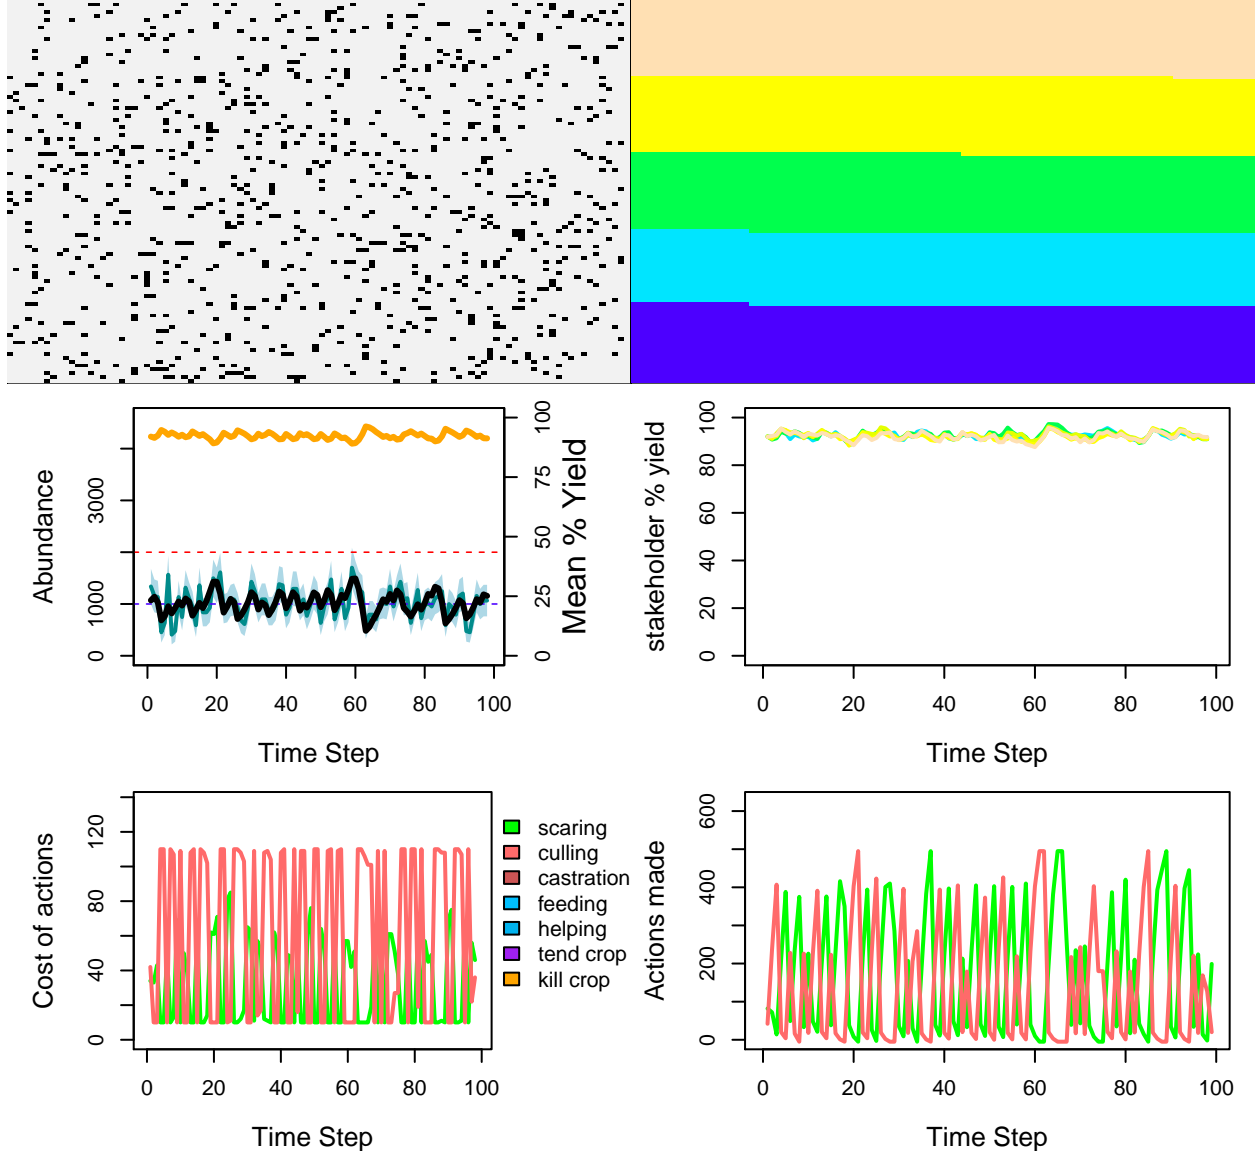 Abundance
0
1000
3000
0
25
50
75
100
Mean % Yield
0
20
40
60
80
100
Time Step
stakeholder % yield
0
20
40
60
80
100
0
20
40
60
80
100
Time Step
Cost of actions
0
40
80
120
0
20
40
60
80
100
Time Step
scaring
culling
castration
feeding
helping
tend crop
kill crop
Actions made
0
200
400
600
0
20
40
60
80
100
Time Step